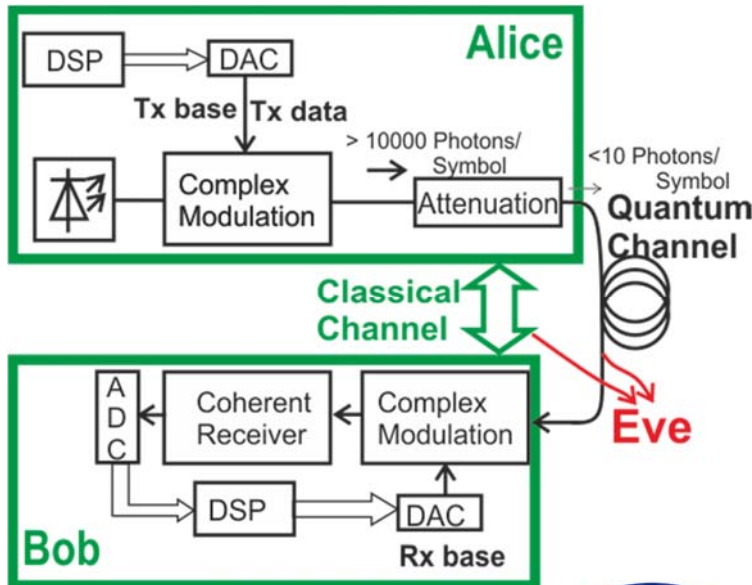 Alice
DSP
DAC
Tx base
Tx data
> 10000 Photons/
Symbol
<10 Photons/
Symbol
Complex
Modulation
Attenuation
Quantum
Channel
Classical
Channel
A
D
C
Coherent
Receiver
Complex
Modulation
Eve
DSP
DAC
Bob
Rx base